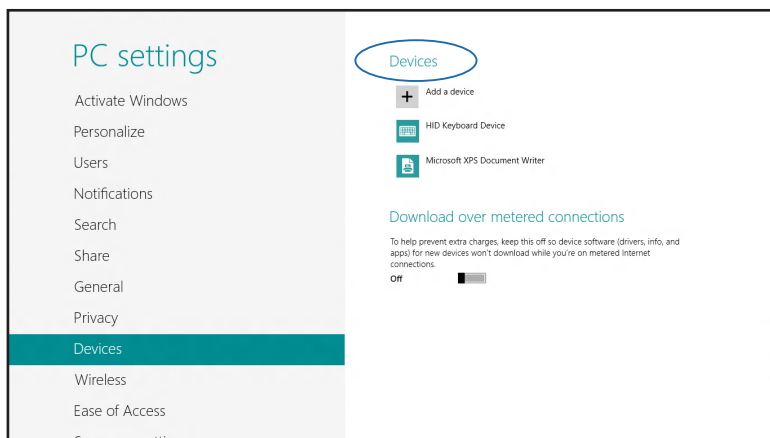 PC settings
Activate Windows
Personalize
Users
Notifications
Search
Share
General
Privacy
Devices
Wireless
Ease of Access
Devices
Add a device
HID Keyboard Device
Microsoft XPS Document Writer
Download over metered connections
To help prevent extra charges, keep this off so device software (drivers, info, and
apps) for new devices won't download while you're on metered Internet
connections.
Off